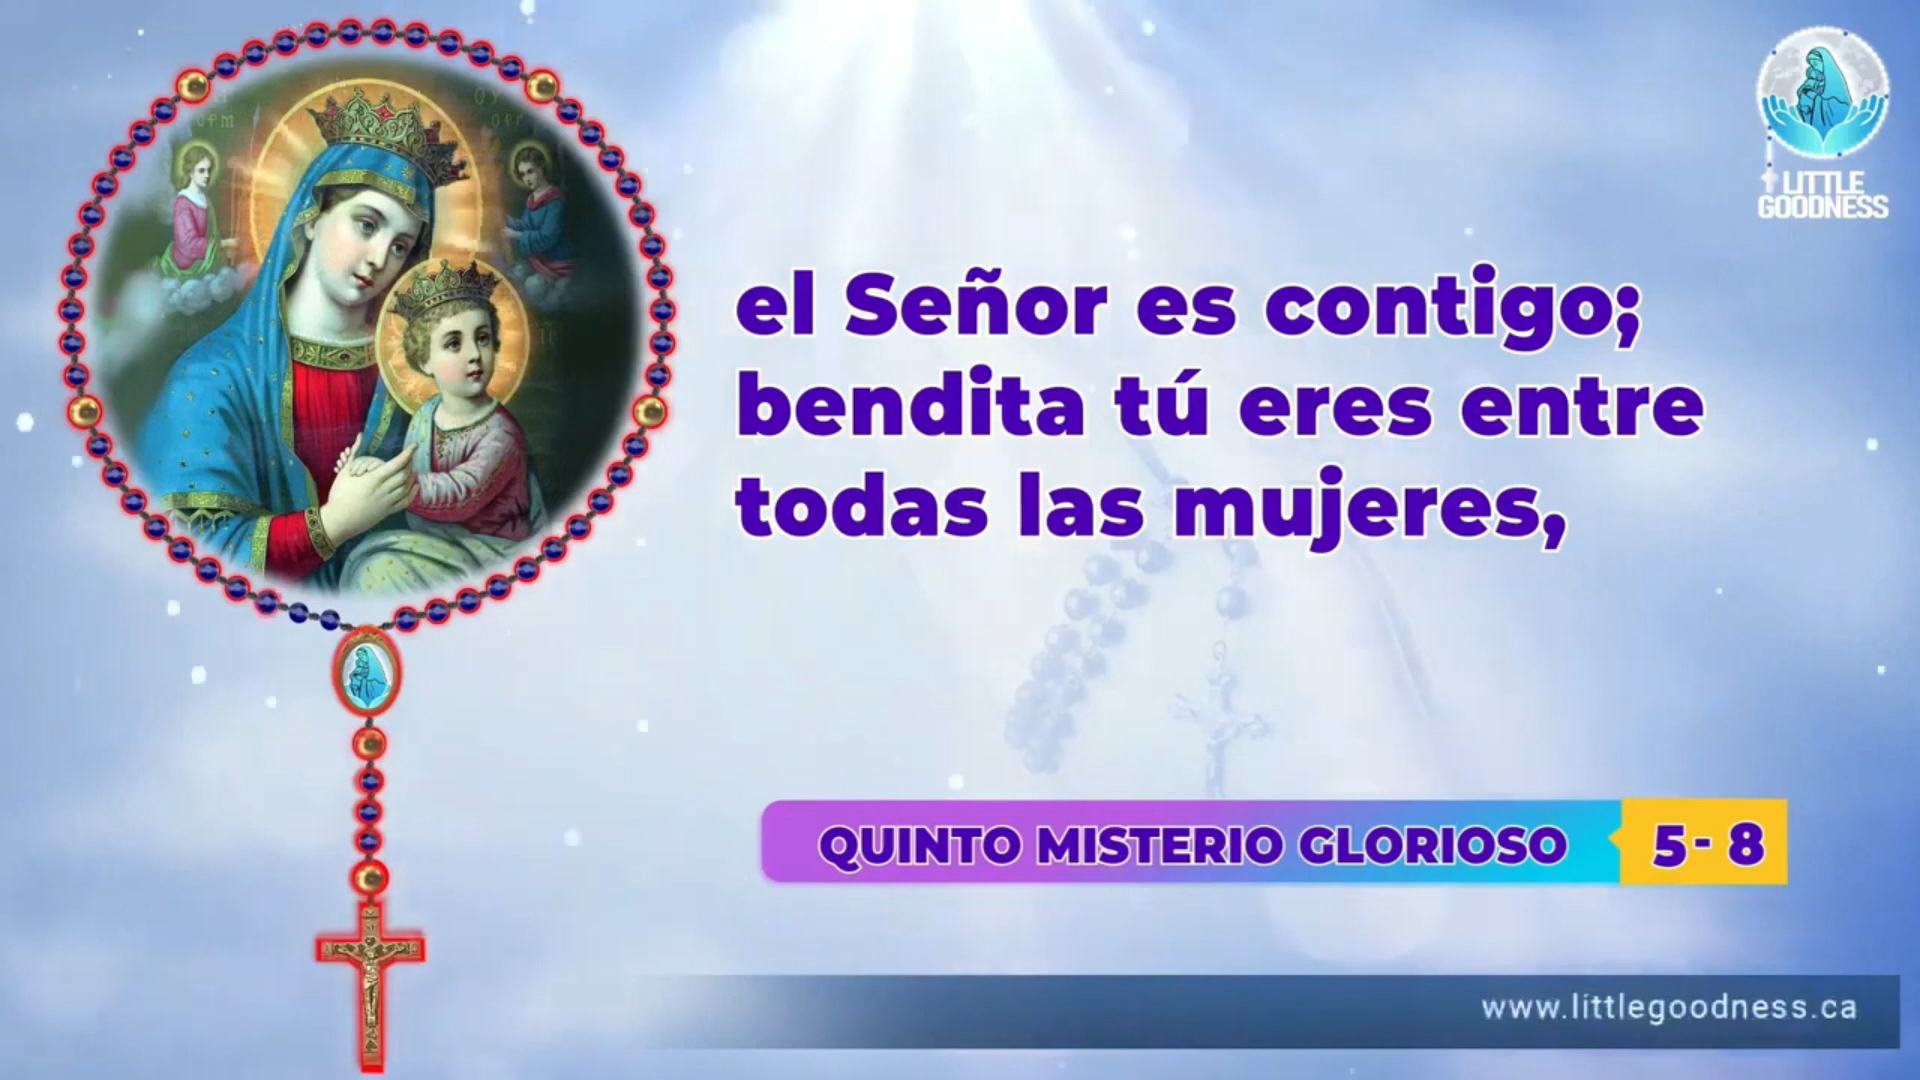 LITTLE
GOODNESS
el Señor es contigo;
bendita tú eres entre
todas las mujeres,
QUINTO MISTERIO GLORIOSO 5- 8
www.littlegoodness.ca